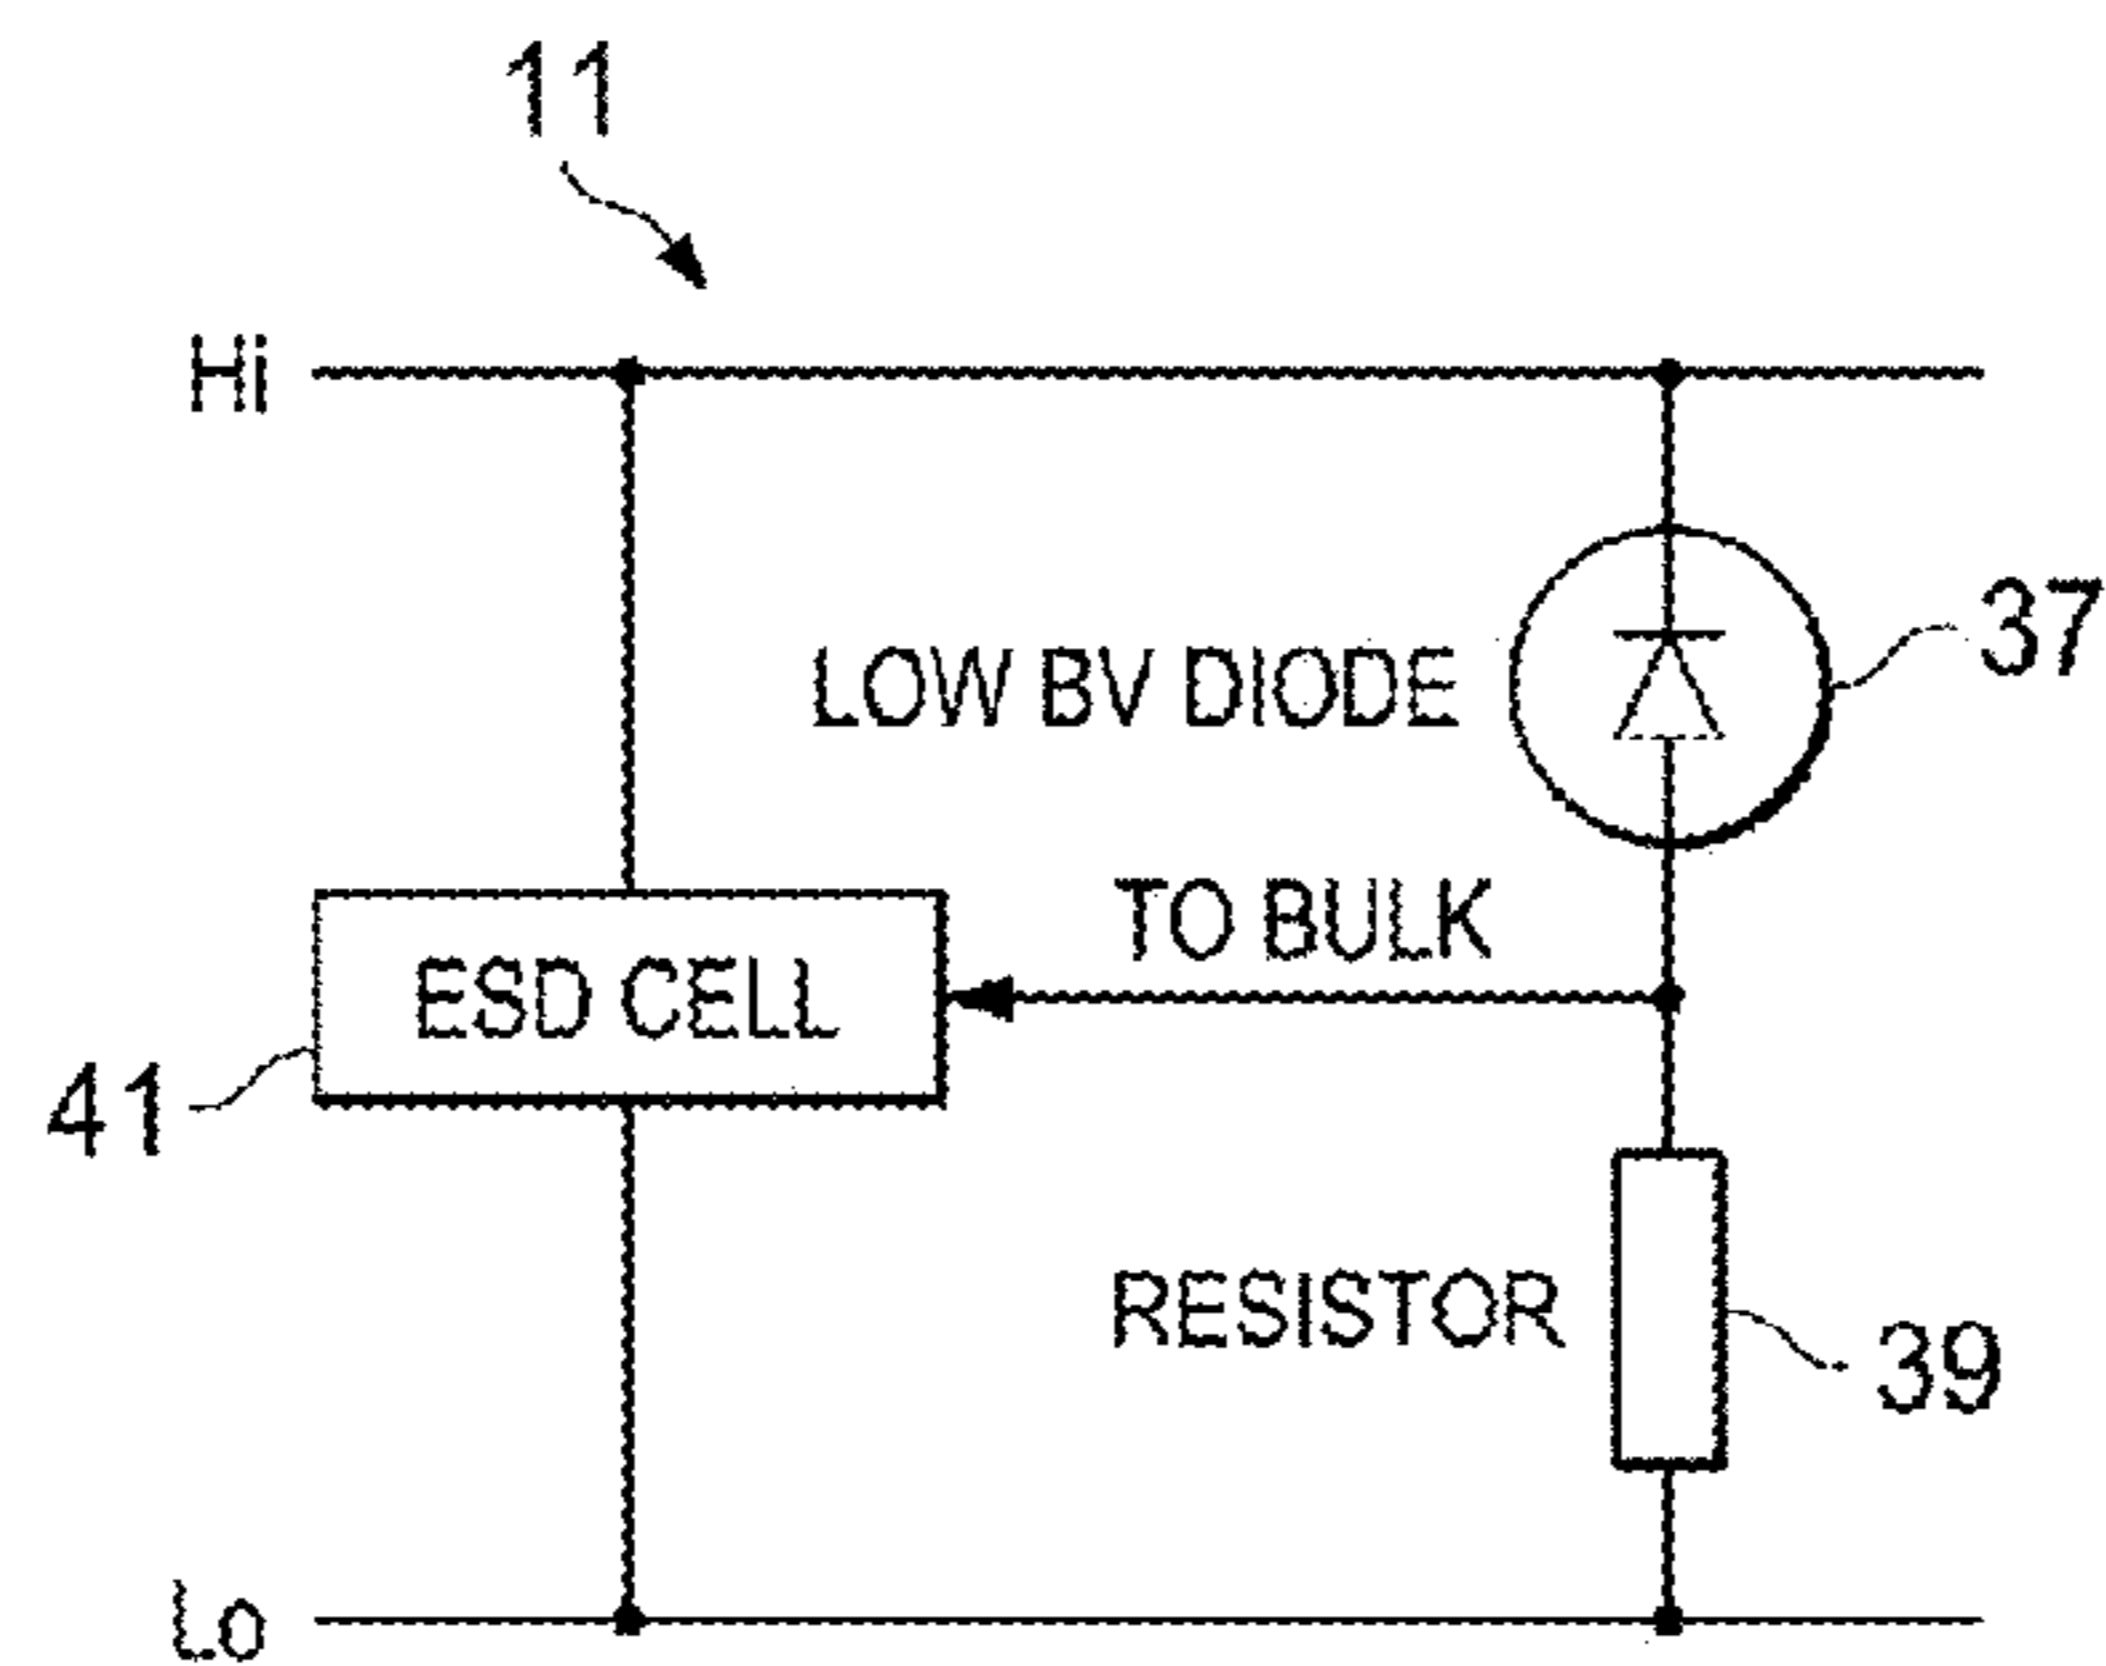 11
Hi
LOW BV DIODE
37
TO BULK
ESD CELL
41
RESISTOR
39
Lo